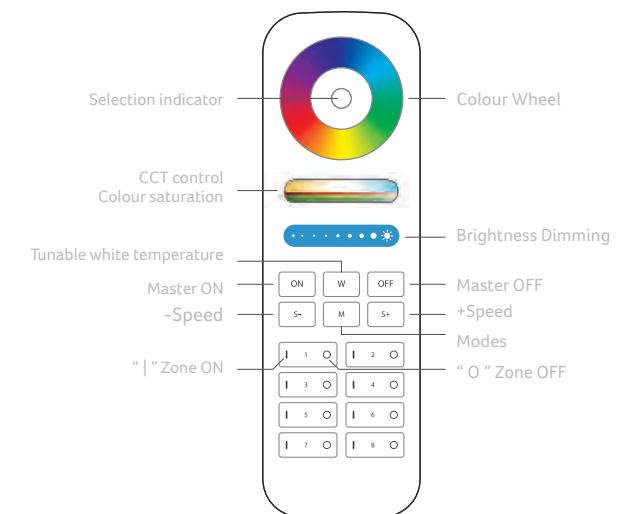 Selection indicator
Colour Wheel
CCT control
Colour saturation
Brightness Dimming
Tunable white temperature
Master ON
ON
W
OFF
Master OFF
-Speed
S-
M
S+
+Speed
Modes
“ | ” Zone ON
| 1 O
| 2 O
“ O ” Zone OFF
| 3 O
| 4 O
| 5 O
| 6 O
| 7 O
| 8 O